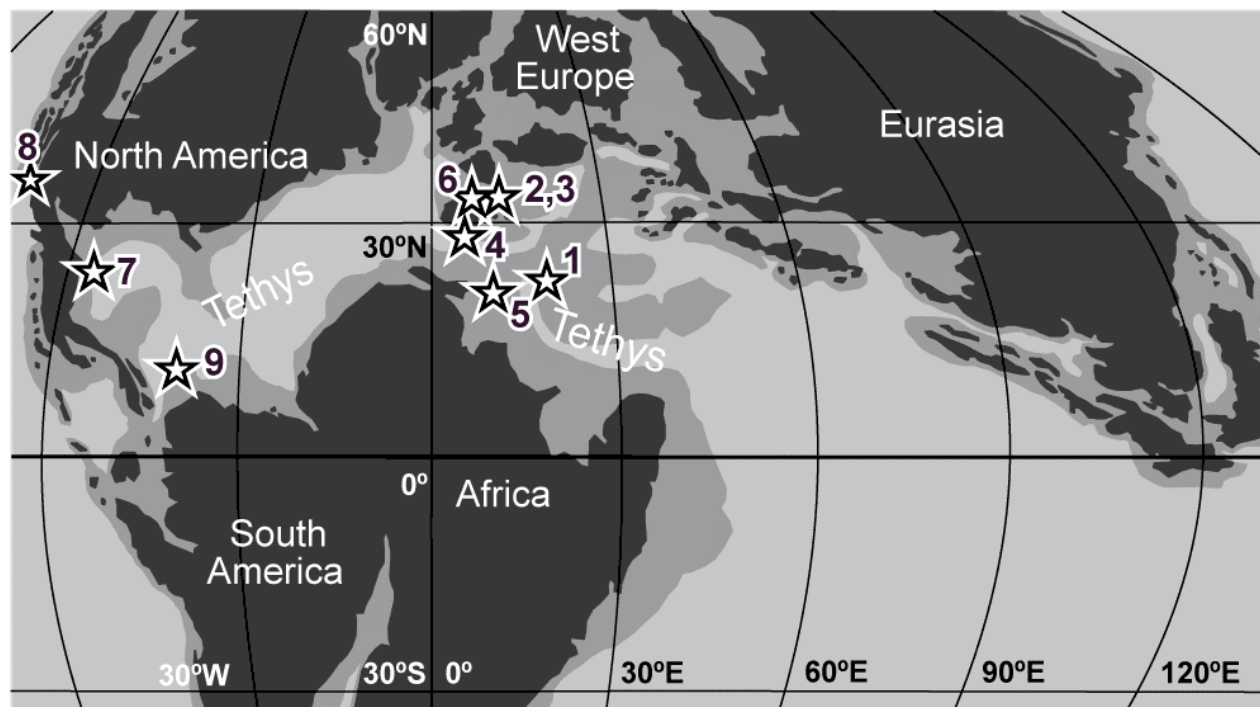 60ºN
West
Europe
Eurasia
8
North America
6
2,3
30ºN
4
7
1
Tethys
5
Tethys
9
0º
Africa
South
America
30ºW
30ºS
0º
30ºE
60ºE
90ºE
120ºE